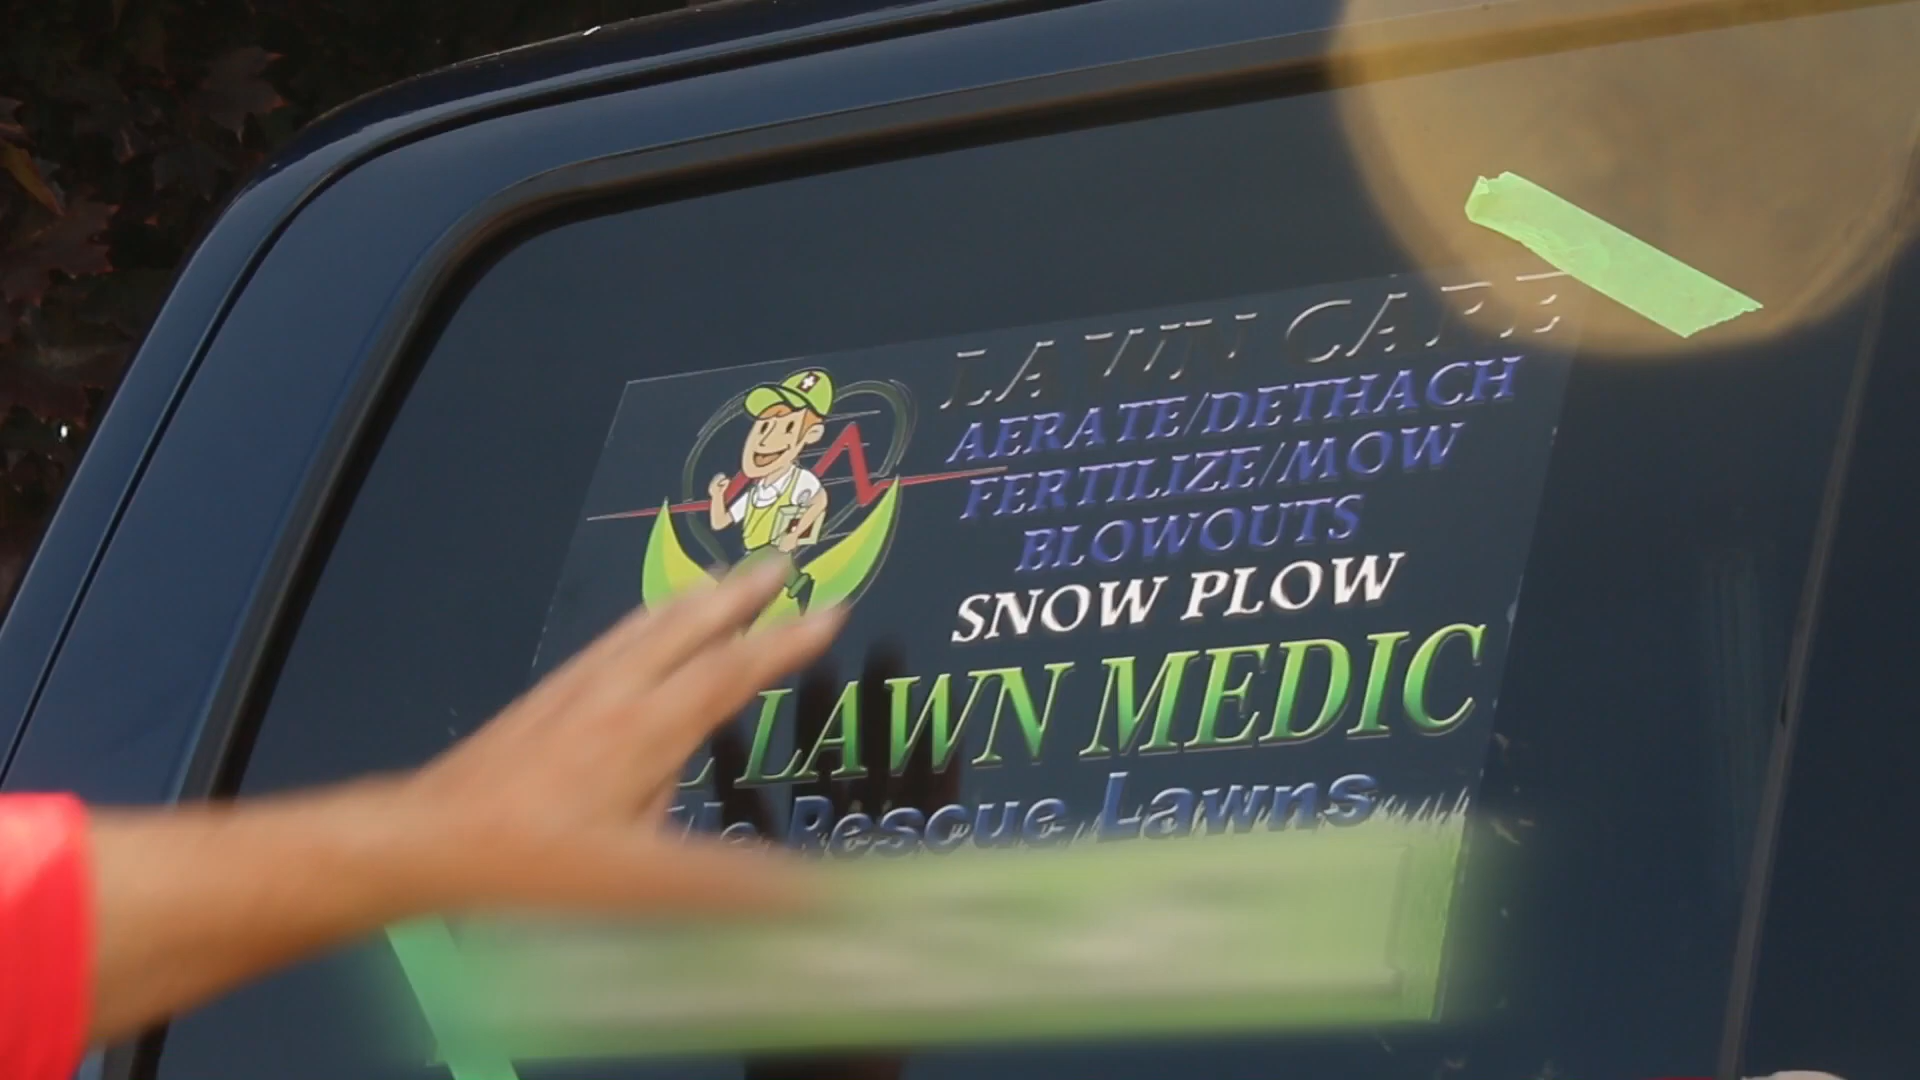 LAWN CARE
AERATE/DETHACH
FERTILIZE/MOW
BLOWOUTS
SNOW PLOW
LAWN MEDIC
Rescue Lawns